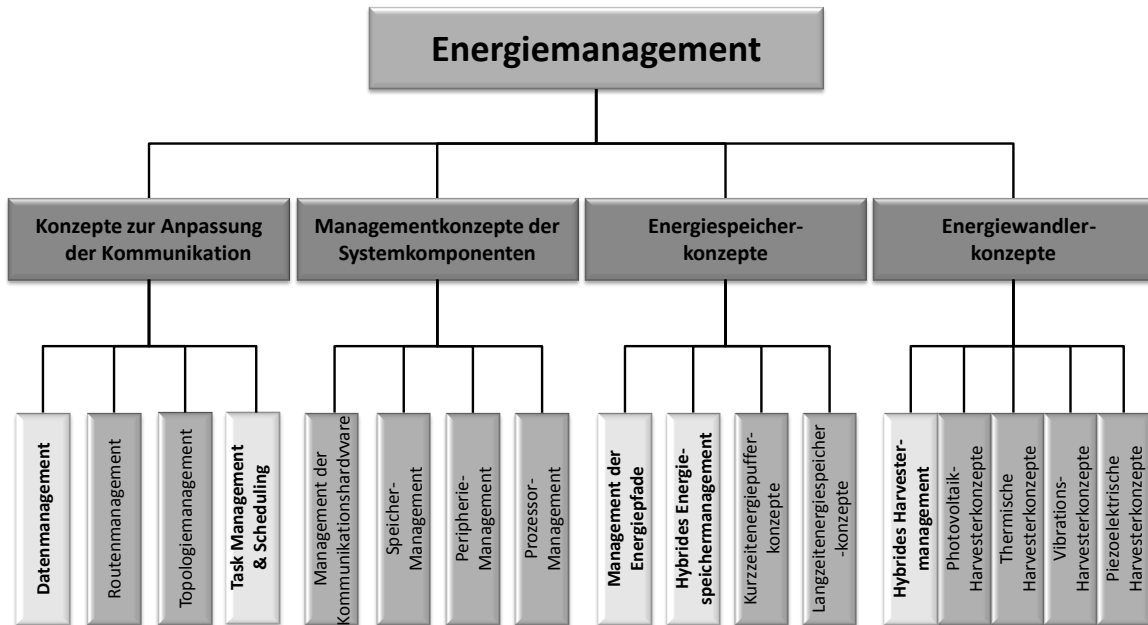 Energiemanagement
Konzepte zur Anpassung
der Kommunikation
Managementkonzepte der
Systemkomponenten
Energiespeicher-
konzepte
Energiewandler-
konzepte
Datenmanagement
Routenmanagement
Topologiemanagement
Task Management
& Scheduling
Management der
Kommunikationshardvware
Speicher-
Management
Peripherie-
Management
Prozessor-
Management
Management der
Energiepfade
Hybrides Energie-
speichermanagement
Kurzzeitenergiepuffer-
konzepte
Langzeitenergiespeicher
-konzepte
Hybrides Harvester-
management
Photovoltaik-
Harvesterkonzepte
Thermische
Harvesterkonzepte
Vibrations-
Harvesterkonzepte
Piezoelektrische
Harvesterkonzepte